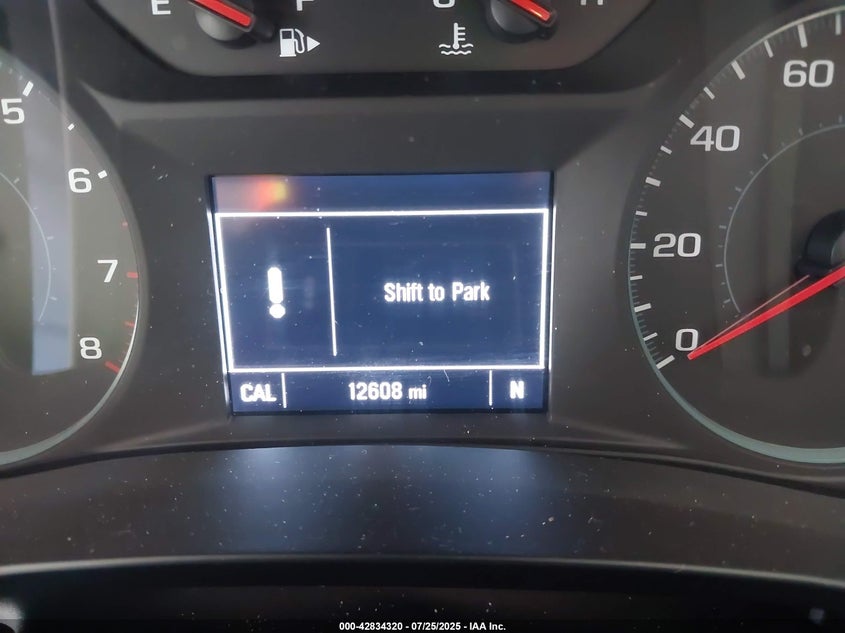 E F C H
5 6 7 8
60
40
20
0
Shift to Park
CAL 12608 mi N
000-42834320 - 07/25/2025 - IAA Inc.